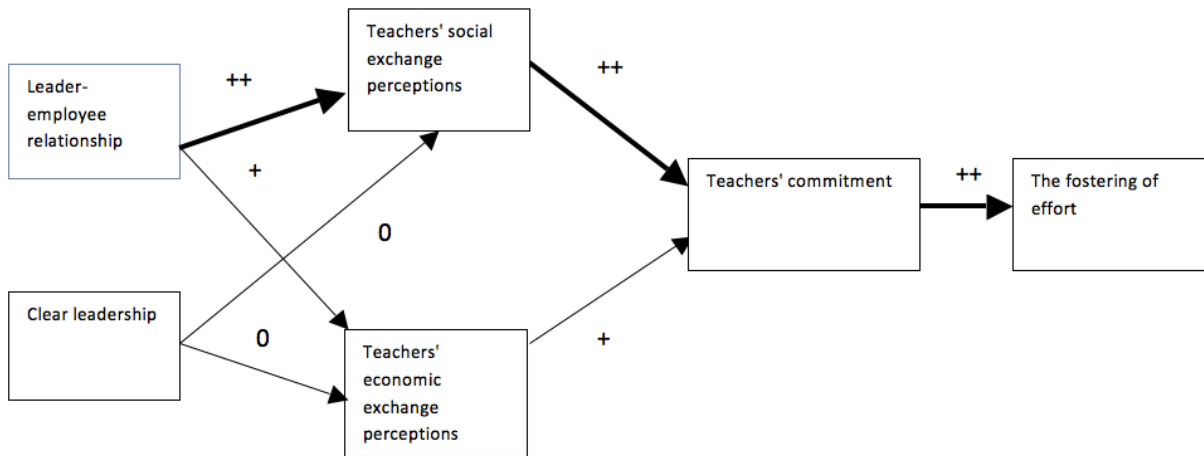 Leader-
employee
relationship
++
+
Teachers' social
exchange
perceptions
++
0
Clear leadership
0
Teachers'
economic
exchange
perceptions
+
Teachers' commitment
++
The fostering of
effort